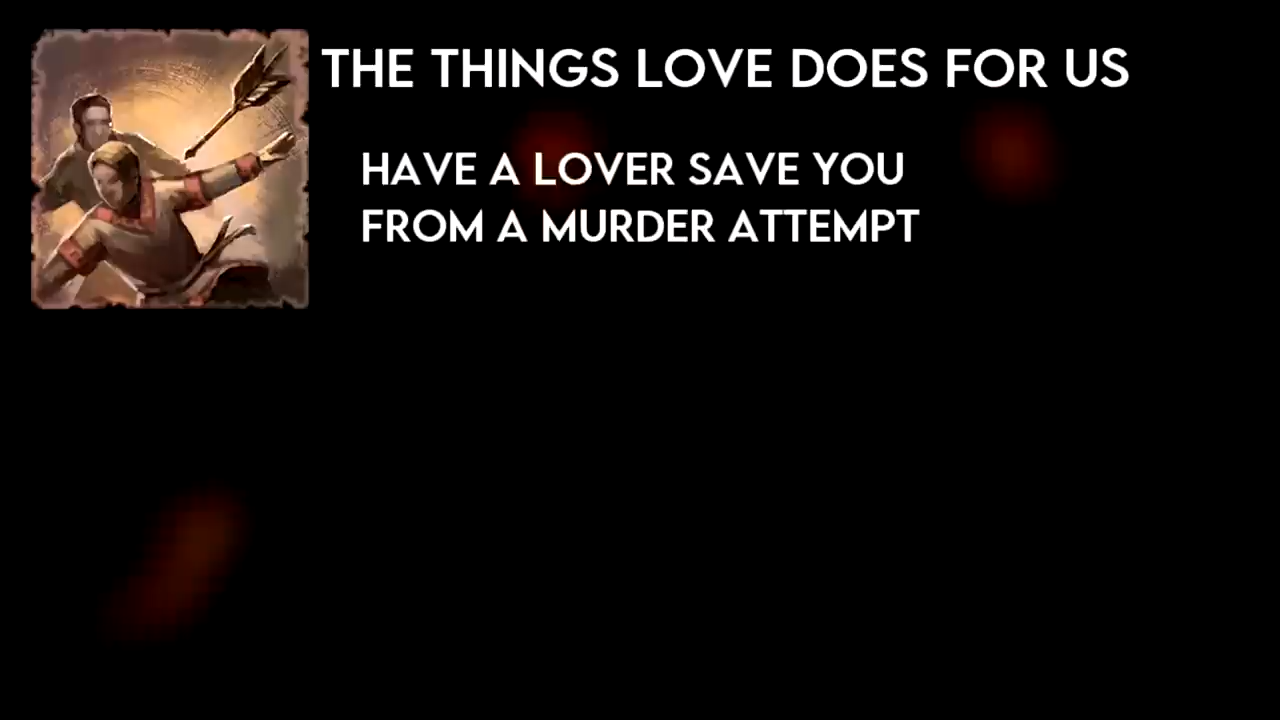 THE THINGS LOVE DOES FOR US
HAVE A LOVER SAVE YOU
FROM A MURDER ATTEMPT